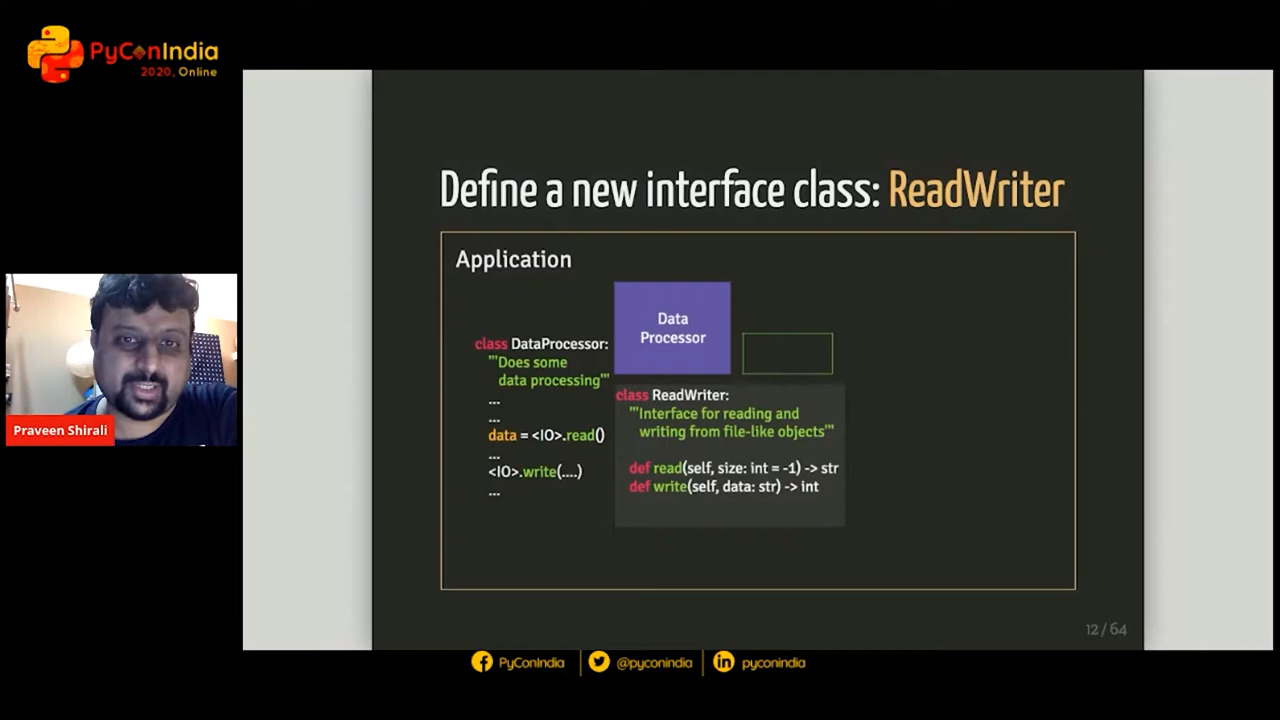 PyConIndia
2020, Online
Define a new interface class: ReadWriter
Application
Data
Processor
class DataProcessor:
'''Does some
data processing'''
...
...
data = <IO>.read()
...
<IO>.write(....)
...
class ReadWriter:
'''Interface for reading and
writing from file-like objects'''
def read(self, size: int = -1) -> str
def write(self, data: str) -> int
Praveen Shirali
12 / 64
PyConIndia
@pyconindia
pyconindia